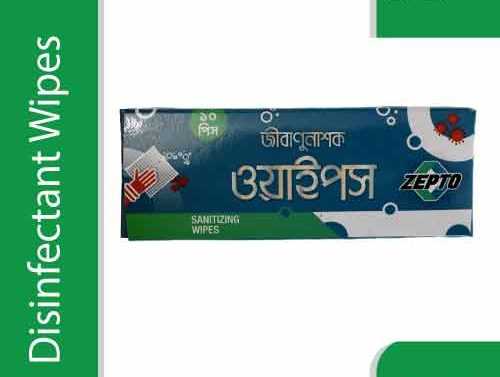 Disinfectant Wipes
১০
পিস
জীবাণুনাশক
ওয়াইপস
ZEPTO
SANITIZING
WIPES